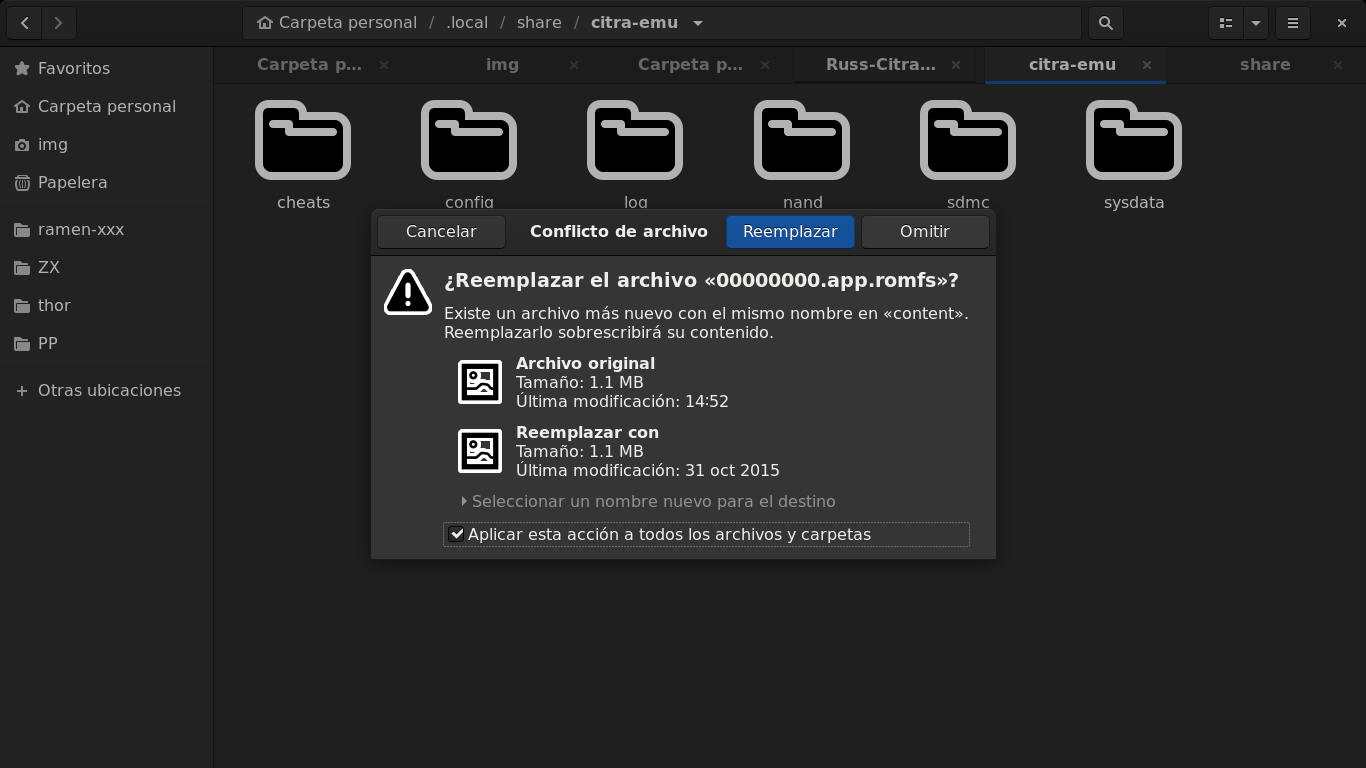 Carpeta personal / .local / share / citra-emu
Favoritos
Carpeta personal
img
Papelera
ramen-xxx
ZX
thor
PP
Otras ubicaciones
Carpeta p... img Carpeta p... Russ-Citra... citra-emu share
cheats config log nand sdmc sysdata
Cancelar Conflicto de archivo Reemplazar Omitir
¿Reemplazar el archivo «00000000.app.romfs»?
Existe un archivo más nuevo con el mismo nombre en «content».
Reemplazarlo sobrescribirá su contenido.
Archivo original
Tamaño: 1.1 MB
Última modificación: 14:52
Reemplazar con
Tamaño: 1.1 MB
Última modificación: 31 oct 2015
Seleccionar un nombre nuevo para el destino
Aplicar esta acción a todos los archivos y carpetas